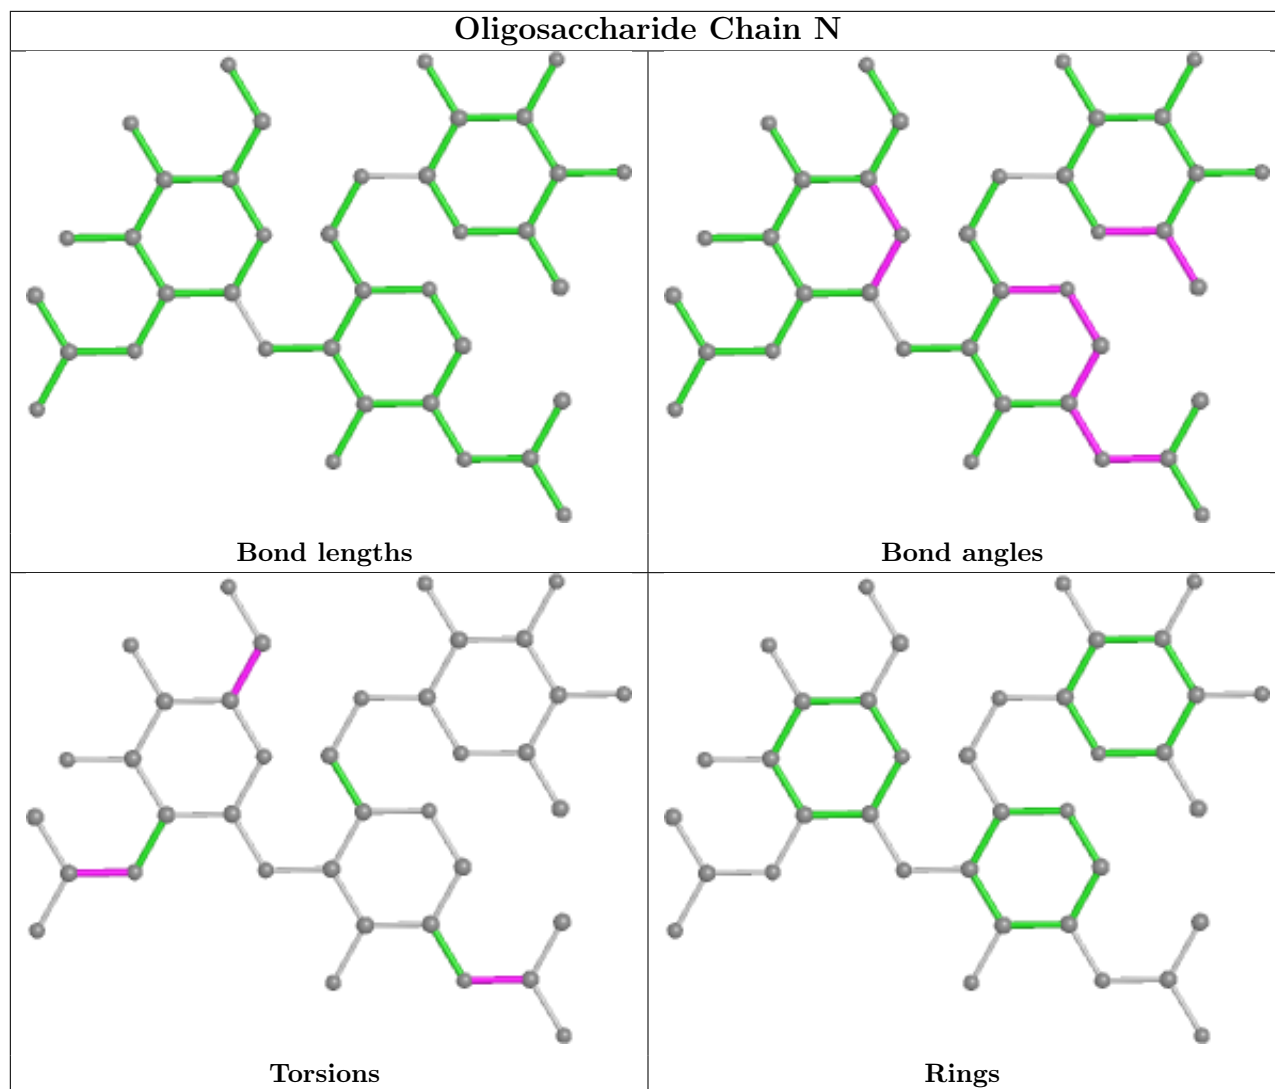 Oligosaccharide Chain N
Bond lengths
Bond angles
Torsions
Rings